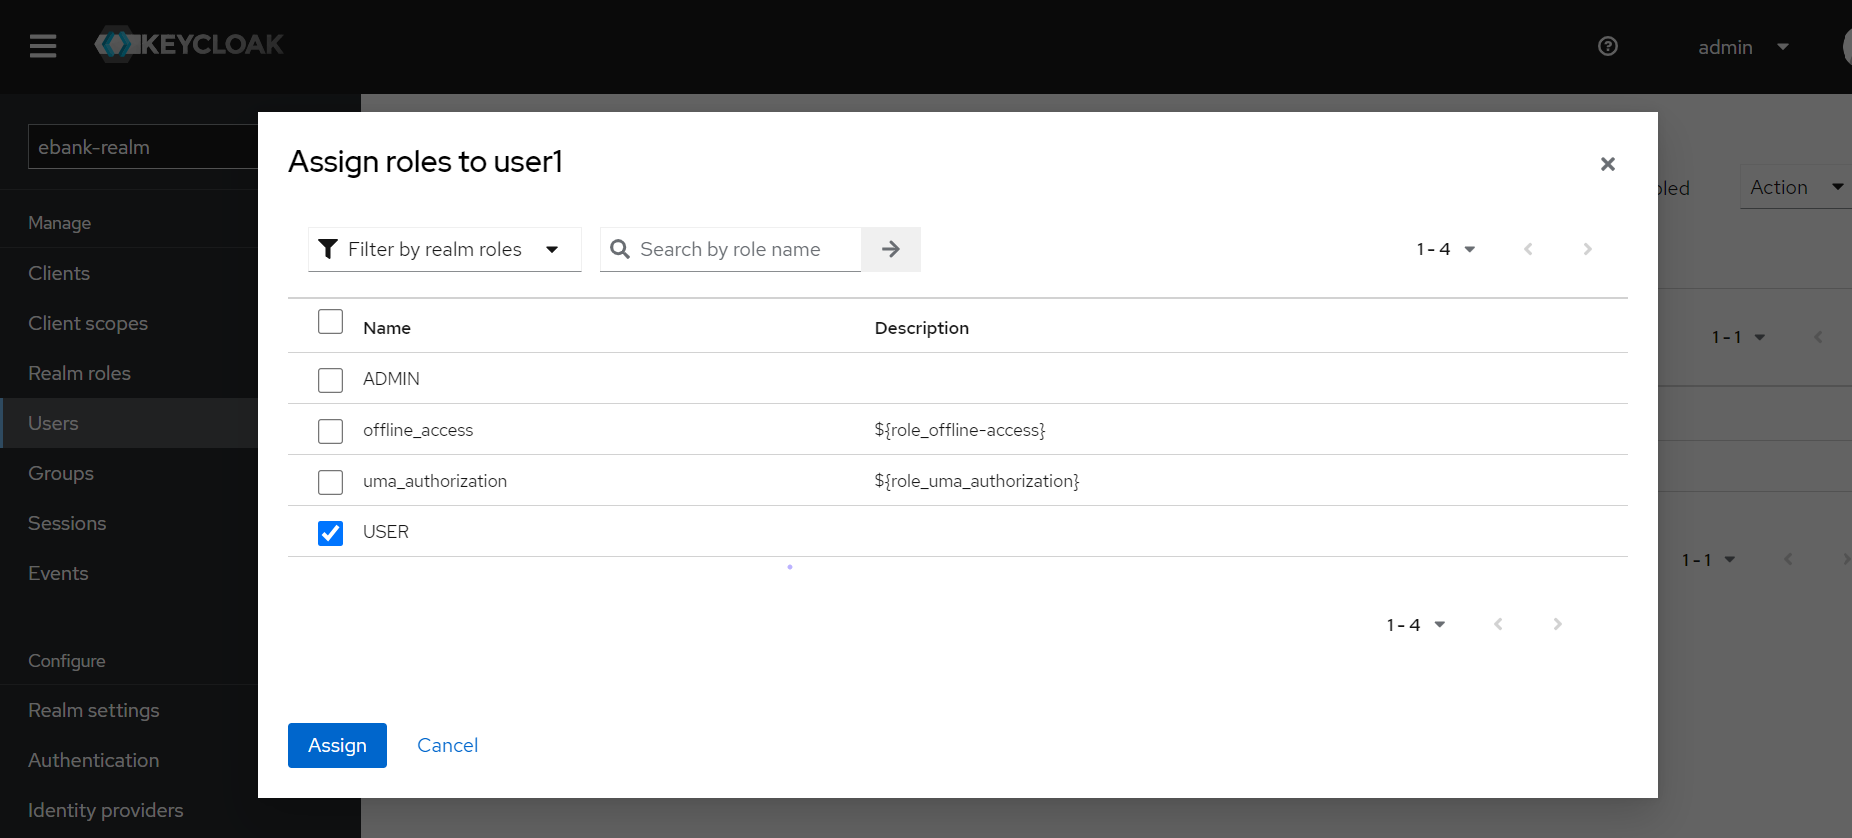 KEYCLOAK
admin
ebank-realm
Manage
Clients
Client scopes
Realm roles
Users
Groups
Sessions
Events
Configure
Realm settings
Authentication
Identity providers
Action
1 - 1
1 - 1
Assign roles to user1
Filter by realm roles
Search by role name
1 - 4
Name Description
ADMIN
offline_access ${role_offline-access}
uma_authorization ${role_uma_authorization}
USER
1 - 4
Assign Cancel